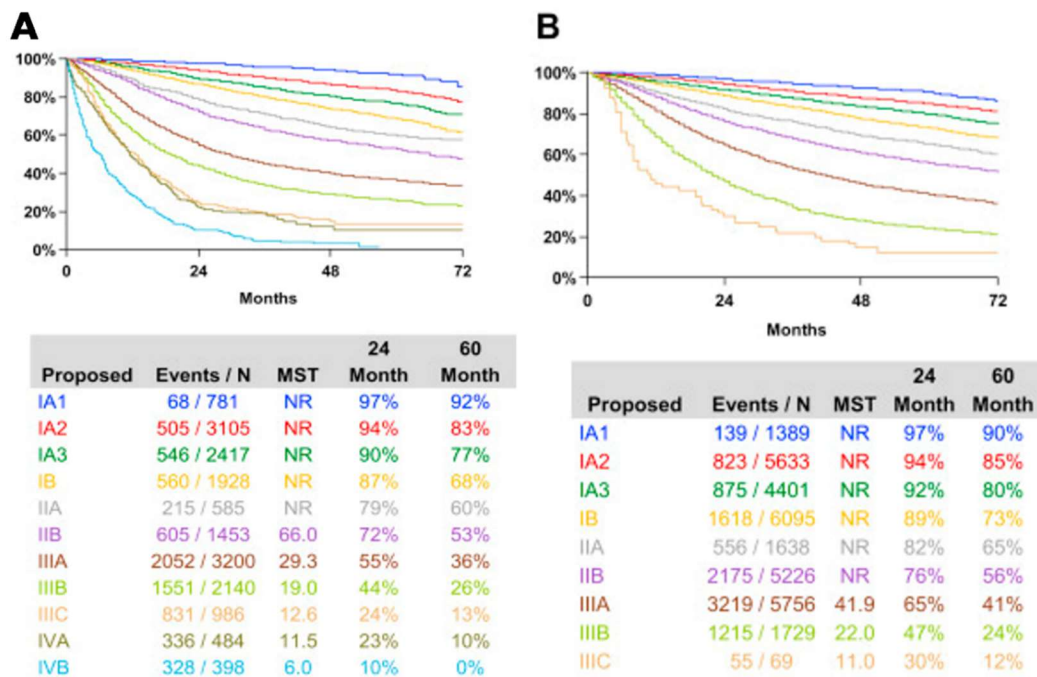 A
100%
80%
60%
40%
20%
0%
0 24 48 72
Months
24 60
Proposed Events / N MST Month Month
IA1 68 / 781 NR 97% 92%
IA2 505 / 3105 NR 94% 83%
IA3 546 / 2417 NR 90% 77%
IB 560 / 1928 NR 87% 68%
IIA 215 / 585 NR 79% 60%
IIB 605 / 1453 66.0 72% 53%
IIIA 2052 / 3200 29.3 55% 36%
IIIB 1551 / 2140 19.0 44% 26%
IIIC 831 / 986 12.6 24% 13%
IVA 336 / 484 11.5 23% 10%
IVB 328 / 398 6.0 10% 0%
B
100%
80%
60%
40%
20%
0%
0 24 48 72
Months
24 60
Proposed Events / N MST Month Month
IA1 139 / 1389 NR 97% 90%
IA2 823 / 5633 NR 94% 85%
IA3 875 / 4401 NR 92% 80%
IB 1618 / 6095 NR 89% 73%
IIA 556 / 1638 NR 82% 65%
IIB 2175 / 5226 NR 76% 56%
IIIA 3219 / 5756 41.9 65% 41%
IIIB 1215 / 1729 22.0 47% 24%
IIIC 55 / 69 11.0 30% 12%